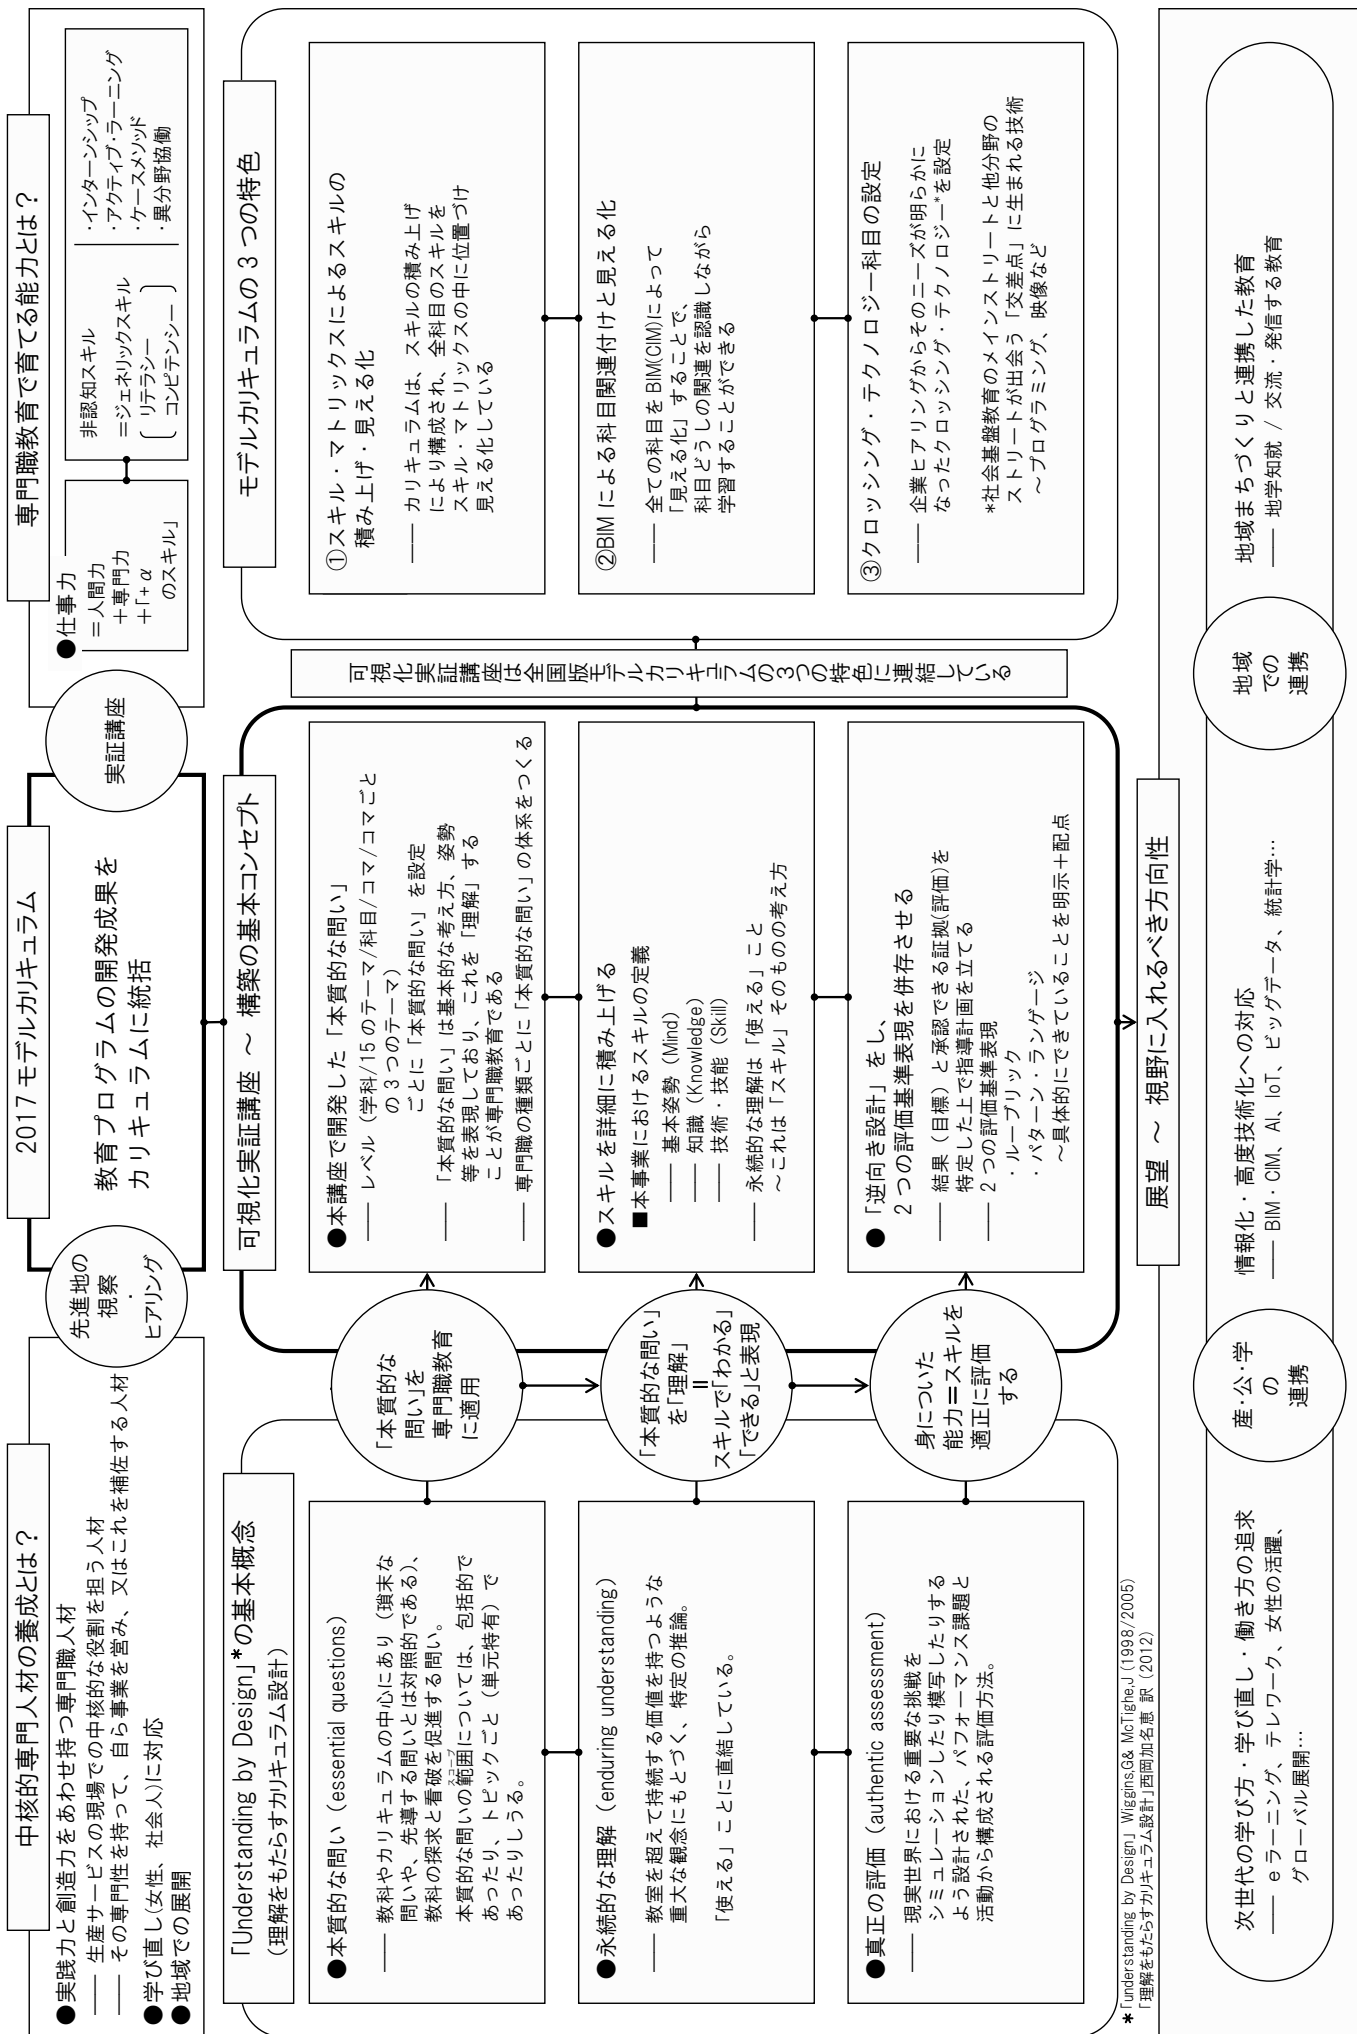 中核的専門人材の養成とは？
●実践力と創造力をあわせ持つ専門職人材
―― 生産サービスの現場での中核的な役割を担う人材
―― その専門性を持って、自ら事業を営み、又はこれを補佐する人材
●学び直し(女性、社会人)に対応
●地域での展開
先進地の
視察
・
ヒアリング
2017 モデルカリキュラム
教育プログラムの開発成果を
カリキュラムに統括
実証講座
専門職教育で育てる能力とは？
●仕事力
＝人間力
＋専門力
＋「+α
のスキル」
非認知スキル
＝ジェネリックスキル
リテラシー
コンピテンシー
・インターンシップ
・アクティブ・ラーニング
・ケースメソッド
・異分野協働
「Understanding by Design」*の基本概念
(理解をもたらすカリキュラム設計)
●本質的な問い (essential questions)
―― 教科やカリキュラムの中心にあり (瑣末な
問いや、先導する問いとは対照的である)、
教科の探求と看破を促進する問い。
スコープ
本質的な問いの範囲については、包括的で
あったり、トピックごと (単元特有) で
あったりしうる。
●永続的な理解 (enduring understanding)
―― 教室を超えて持続する価値を持つような
重大な観念にもとづく、特定の推論。
「使える」ことに直結している。
●真正の評価 (authentic assessment)
―― 現実世界における重要な挑戦を
シミュレーションしたり模写したりする
よう設計された、パフォーマンス課題と
活動から構成される評価方法。
＊「understanding by Design」 Wiggins,G& McTighe,J (1998/2005)
「理解をもたらすカリキュラム設計」西岡加名恵 訳 (2012)
「本質的な
問い」を
専門職教育
に適用
「本質的な問い」
を「理解」
＝
スキルで「わかる」
「できる」と表現
身についた
能力＝スキルを
適正に評価
する
可視化実証講座 ～ 構築の基本コンセプト
●本講座で開発した「本質的な問い」
―― レベル (学科/15 のテーマ/科目/コマ/コマごと
の 3 つのテーマ)
ごとに「本質的な問い」を設定
―― 「本質的な問い」は基本的な考え方、姿勢
等を表現しており、これを「理解」する
ことが専門職教育である
―― 専門職の種類ごとに「本質的な問い」の体系をつくる
●スキルを詳細に積み上げる
■本事業におけるスキルの定義
―― 基本姿勢 (Mind)
―― 知識 (Knowledge)
―― 技術・技能 (Skill)
―― 永続的な理解は「使える」こと
～これは「スキル」そのものの考え方
●「逆向き設計」をし、
2 つの評価基準表現を併存させる
―― 結果 (目標) と承認できる証拠(評価)を
特定した上で指導計画を立てる
―― 2 つの評価基準表現
・ルーブリック
・パターン・ランゲージ
～具体的にできていることを明示＋配点
可視化実証講座は全国版モデルカリキュラムの3つの特色に連結している
モデルカリキュラムの 3 つの特色
①スキル・マトリックスによるスキルの
積み上げ・見える化
―― カリキュラムは、スキルの積み上げ
により構成され、全科目のスキルを
スキル・マトリックスの中に位置づけ
見える化している
②BIM による科目関連付けと見える化
―― 全ての科目を BIM(CIM)によって
「見える化」することで、
科目どうしの関連を認識しながら
学習することができる
③クロッシング・テクノロジー科目の設定
―― 企業ヒアリングからそのニーズが明らかに
なったクロッシング・テクノロジー*を設定
*社会基盤教育のメインストリートと他分野の
ストリートが出会う「交差点」に生まれる技術
～プログラミング、映像など
展望 ～ 視野に入れるべき方向性
次世代の学び方・学び直し・働き方の追求
―― e ラーニング、テレワーク、女性の活躍、
グローバル展開…
産・公・学
の
連携
情報化・高度技術化への対応
―― BIM・CIM、AI、IoT、ビッグデータ、統計学…
地域
での
連携
地域まちづくりと連携した教育
―― 地学知就 / 交流・発信する教育